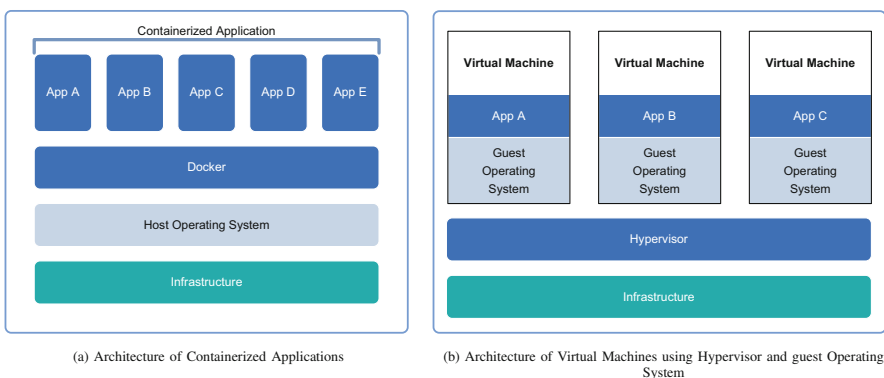 Containerized Application
App A
App B
App C
App D
App E
Docker
Host Operating System
Infrastructure
(a) Architecture of Containerized Applications
Virtual Machine
App A
Guest
Operating
System
Virtual Machine
App B
Guest
Operating
System
Virtual Machine
App C
Guest
Operating
System
Hypervisor
Infrastructure
(b) Architecture of Virtual Machines using Hypervisor and guest Operating
System